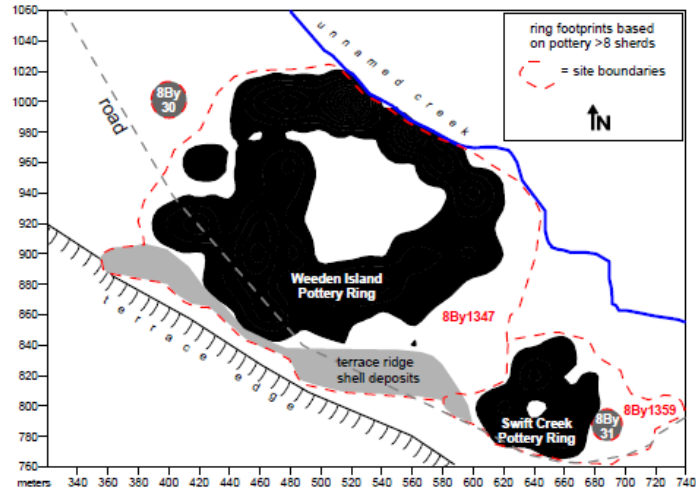 1060
1040
1020
1000
980
960
940
920
900
880
860
840
820
800
780
760
meters
340
360
380
400
420
440
460
480
500
520
540
560
580
600
620
640
660
680
700
720
740
ring footprints based
on pottery >8 sherds
= site boundaries
N
unnamed creek
road
8By
30
Weeden Island
Pottery Ring
8By1347
terrace ridge
shell deposits
terrace edge
Swift Creek
Pottery Ring
8By
31
8By1359